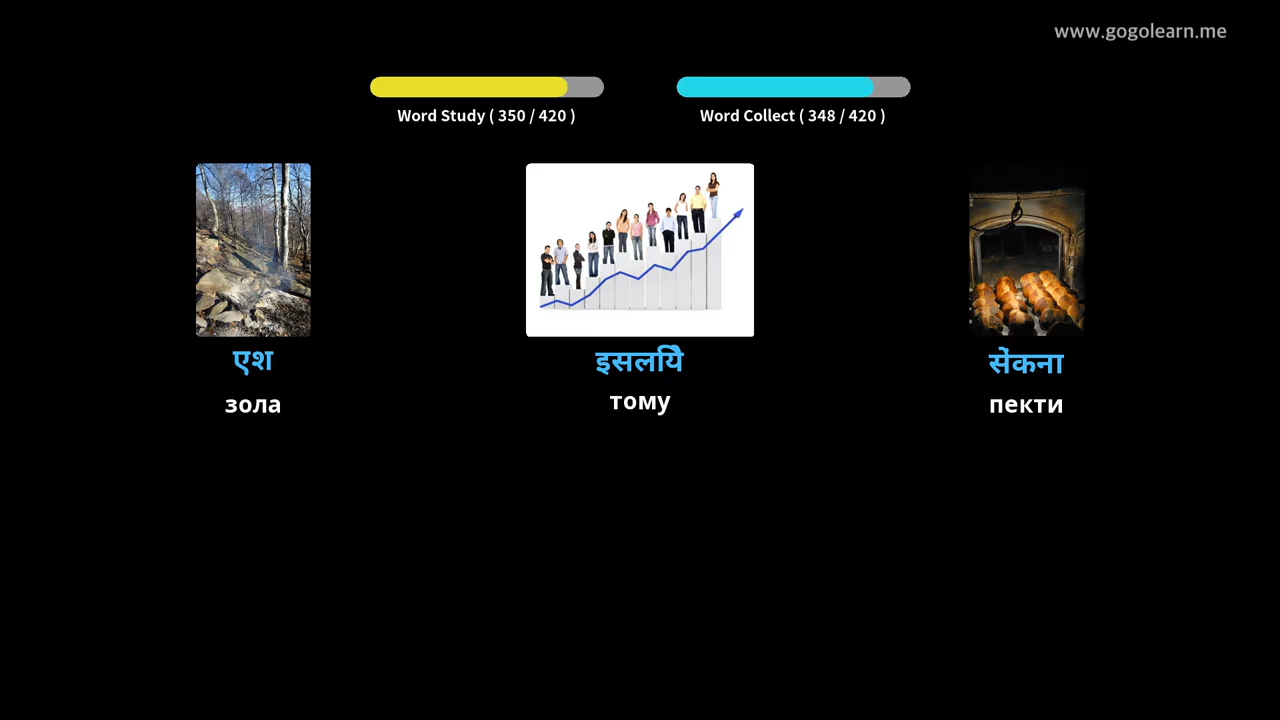 www.gogolearn.me
Word Study ( 350 / 420 )
Word Collect ( 348 / 420 )
एश
इसलिये
सेंकना
зола
тому
пекти